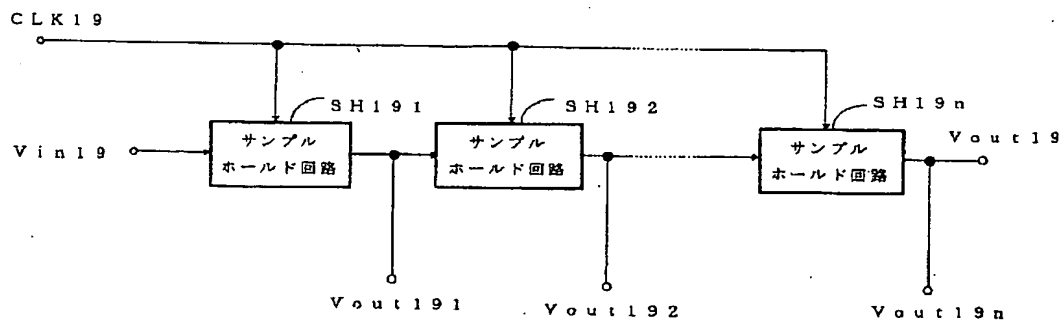 CLK19
SH191
SH192
SH19n
Vin19
サンプル
ホールド回路
サンプル
ホールド回路
サンプル
ホールド回路
Vout19
Vout191
Vout192
Vout19n